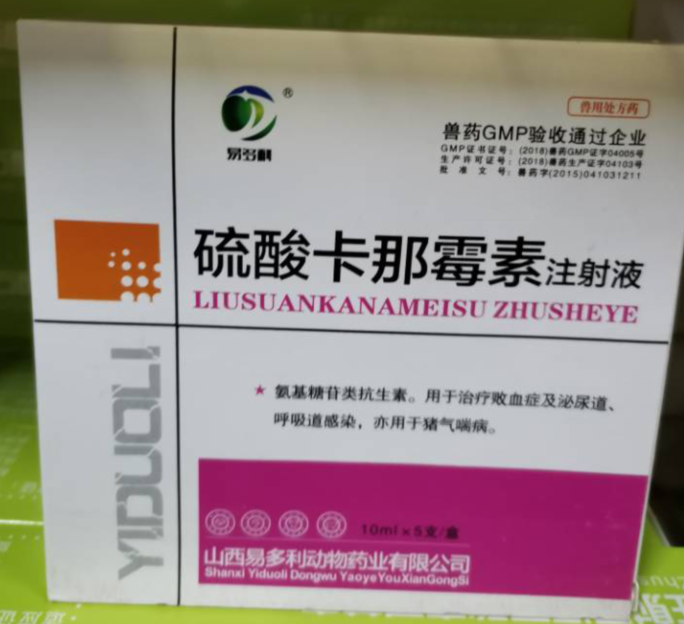 易多利®
兽用处方药
兽药GMP验收通过企业
GMP证书证号：(2018)兽药GMP证字04005号
生产许可证号：(2018)兽药生产证字04103号
批准文号：兽药字(2015)041031211
硫酸卡那霉素注射液
LIUSUANKANAMEISU ZHUSHEYE
YIDUOLI
★ 氨基糖苷类抗生素。用于治疗败血症及泌尿道、
呼吸道感染，亦用于猪气喘病。
10ml×5支/盒
山西易多利动物药业有限公司
Shanxi Yiduoli Dongwu YaoyeYouXianGongSi